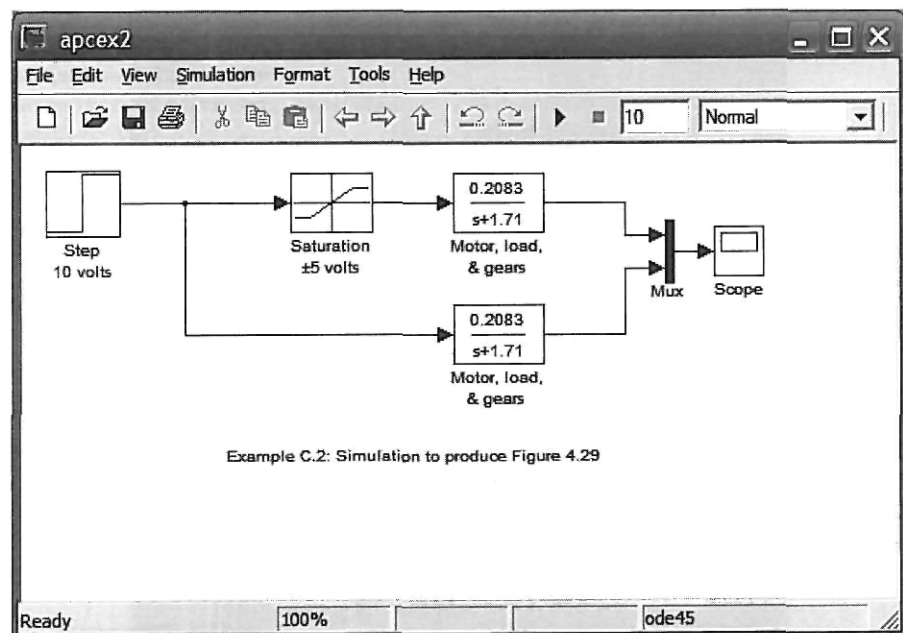 apcex2
File Edit View Simulation Format Tools Help
10 Normal
Step
10 volts
Saturation
±5 volts
0.2083
s+1.71
Motor, load,
& gears
Mux
Scope
0.2083
s+1.71
Motor, load,
& gears
Example C.2: Simulation to produce Figure 4.29
Ready 100% ode45